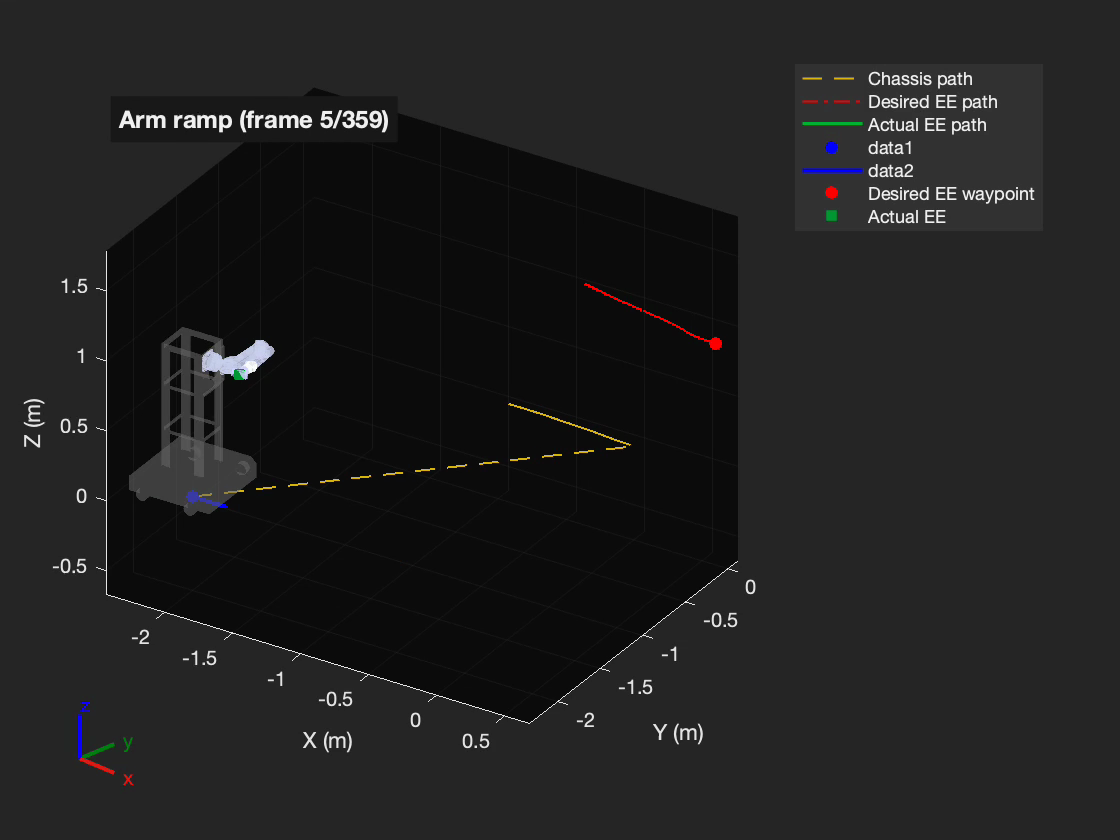 Arm ramp (frame 5/359)
Chassis path
Desired EE path
Actual EE path
data1
data2
Desired EE waypoint
Actual EE
1.5
1
0.5
0
-0.5
Z (m)
-2
-1.5
-1
-0.5
0
0.5
X (m)
0
-0.5
-1
-1.5
-2
Y (m)
z
y
x